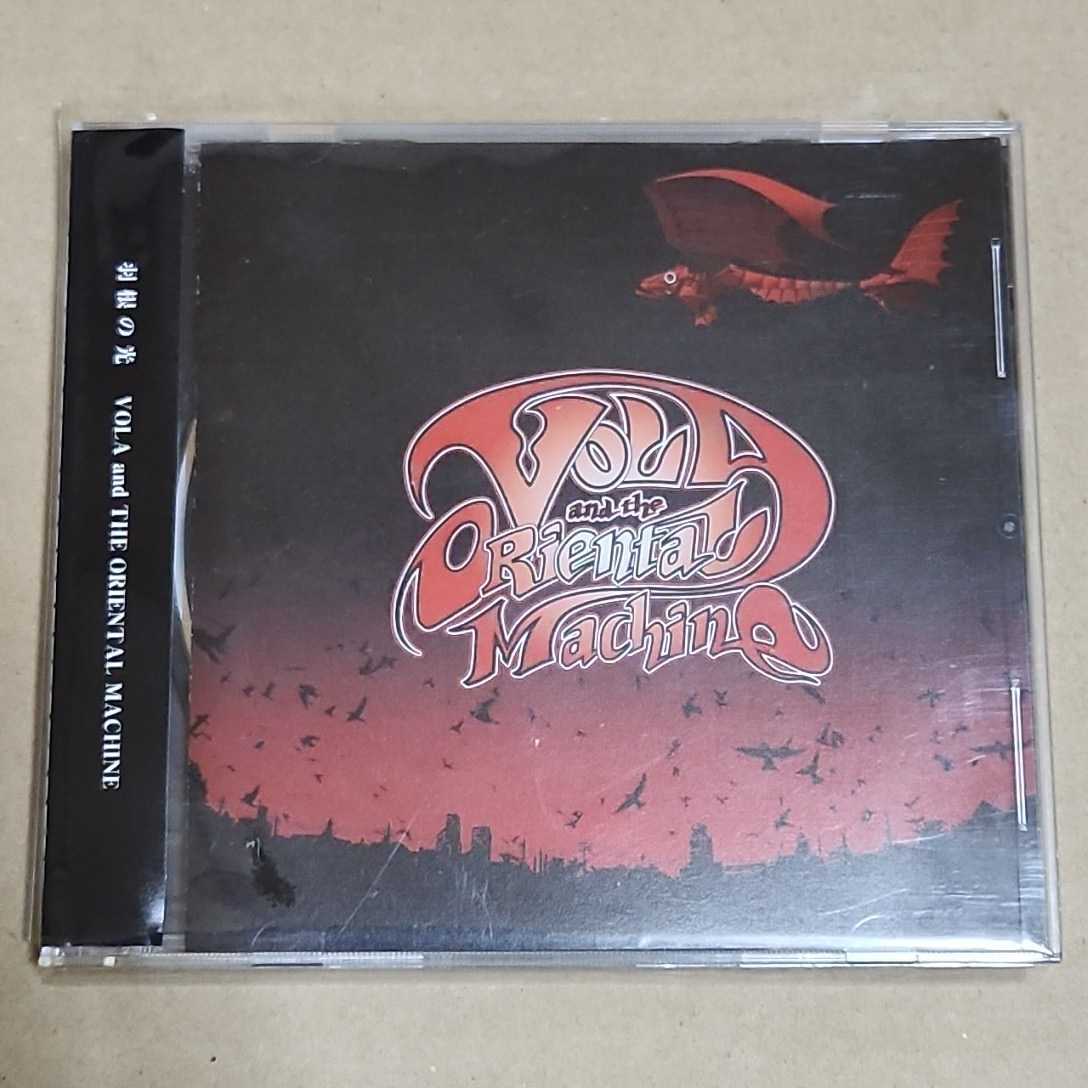 羽根の光 VOLA and THE ORIENTAL MACHINE
VOLA
and the
ORiental
Machine